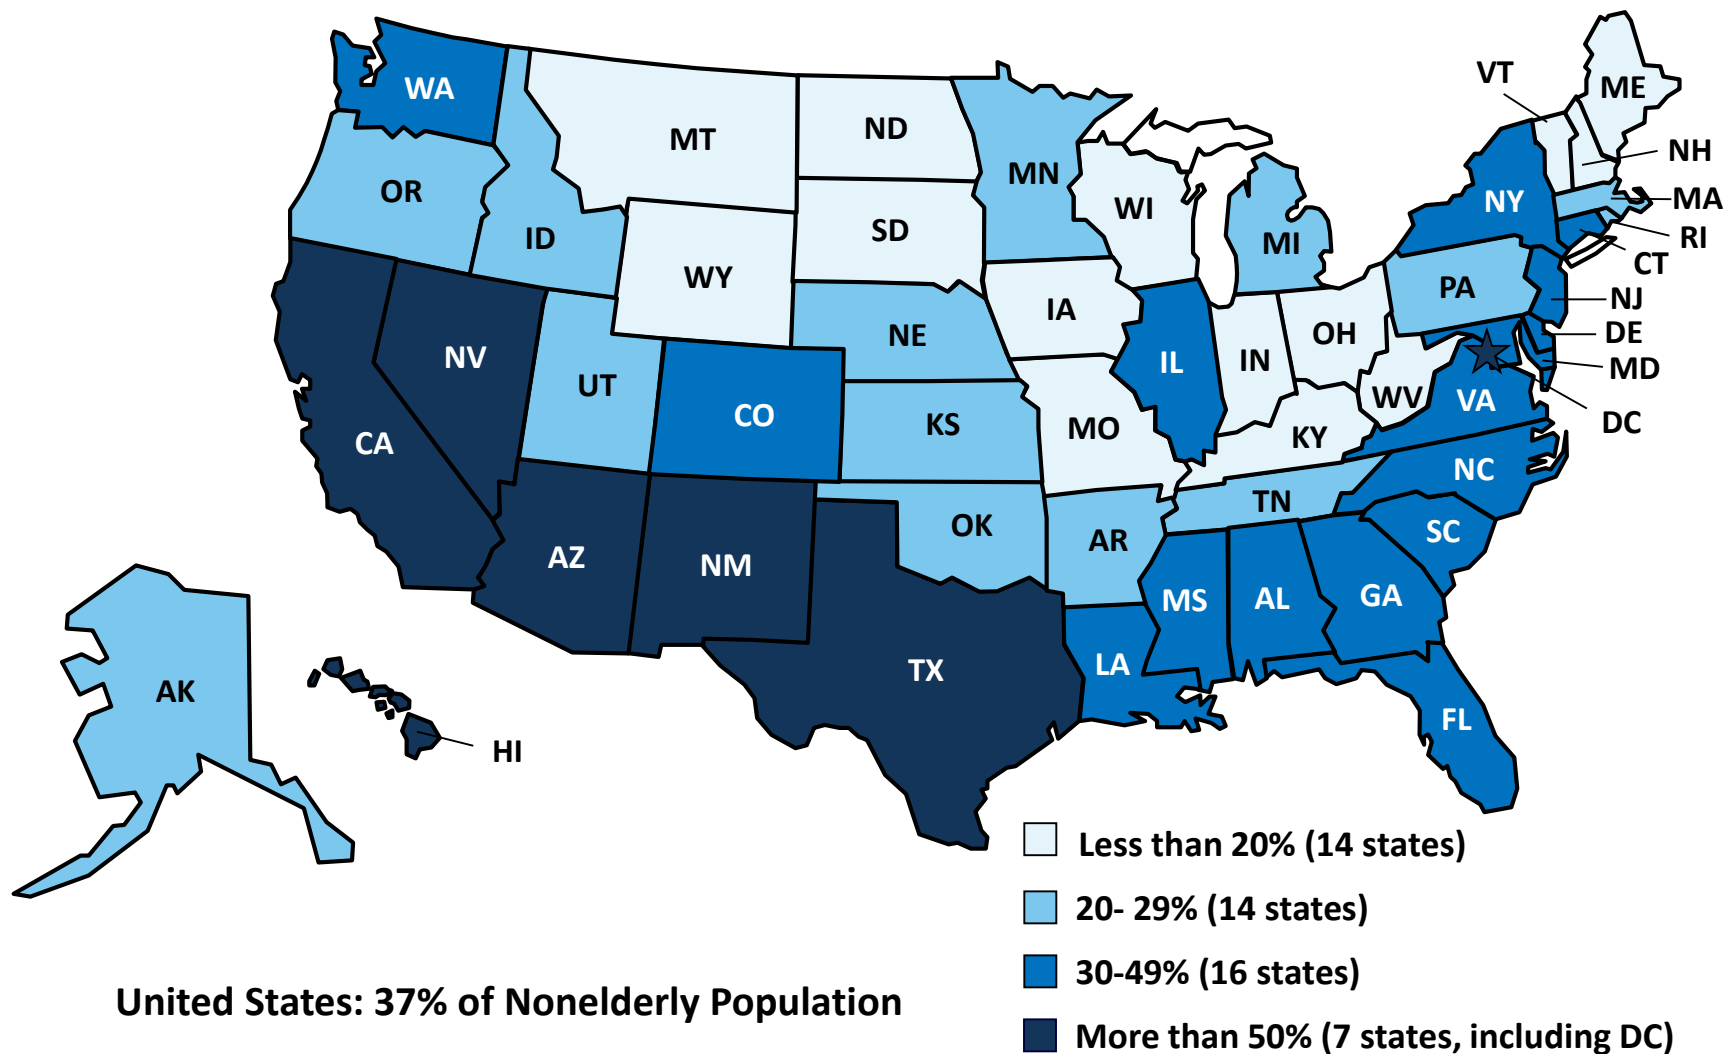 WA
MT
ND
MN
VT
ME
NH
OR
ID
SD
WI
MI
NY
MA
RI
CT
WY
IA
PA
NJ
NE
OH
DE
NV
UT
CO
IL
IN
MD
CA
KS
MO
WV
VA
KY
DC
NC
AZ
NM
OK
AR
TN
SC
MS
AL
GA
TX
LA
AK
FL
HI
Less than 20% (14 states)
20- 29% (14 states)
30-49% (16 states)
United States: 37% of Nonelderly Population
More than 50% (7 states, including DC)